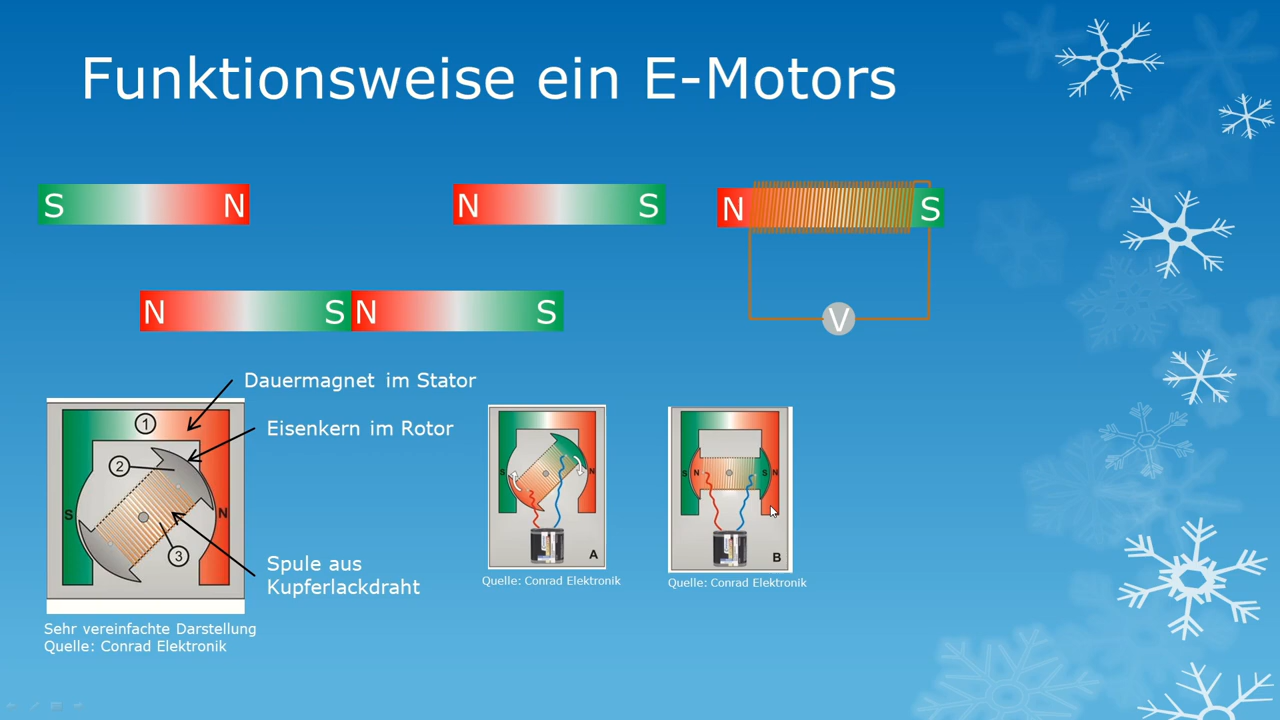 Funktionsweise ein E-Motors
S N
N S
N S
N S N S
V
Dauermagnet im Stator
Eisenkern im Rotor
1
2
S N
3
Spule aus
Kupferlackdraht
Sehr vereinfachte Darstellung
Quelle: Conrad Elektronik
S N
A
Quelle: Conrad Elektronik
S N S N
B
Quelle: Conrad Elektronik